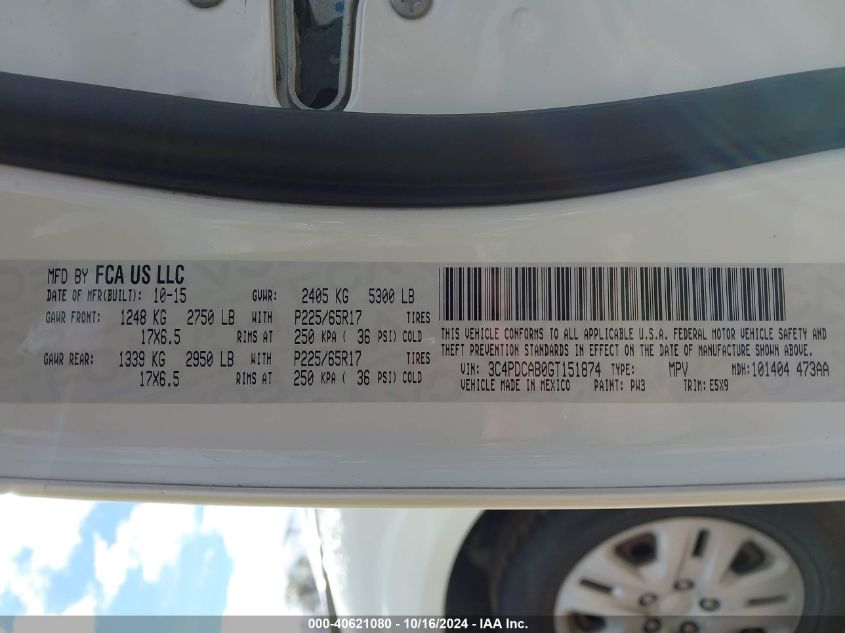 MFD BY FCA US LLC
DATE OF MFR(BUILT): 10-15 GVWR: 2405 KG 5300 LB
GAWR FRONT: 1248 KG 2750 LB WITH P225/65R17 TIRES
17X6.5 RIMS AT 250 KPA ( 36 PSI) COLD
GAWR REAR: 1339 KG 2950 LB WITH P225/65R17 TIRES
17X6.5 RIMS AT 250 KPA ( 36 PSI) COLD
THIS VEHICLE CONFORMS TO ALL APPLICABLE U.S.A. FEDERAL MOTOR VEHICLE SAFETY AND
THEFT PREVENTION STANDARDS IN EFFECT ON THE DATE OF MANUFACTURE SHOWN ABOVE.
VIN: 3C4PDCAB0GT151874 TYPE: MPV MDH:101404 473AA
VEHICLE MADE IN MEXICO PAINT: PW3 TRIM: E5X9
000-40621080 - 10/16/2024 - IAA Inc.